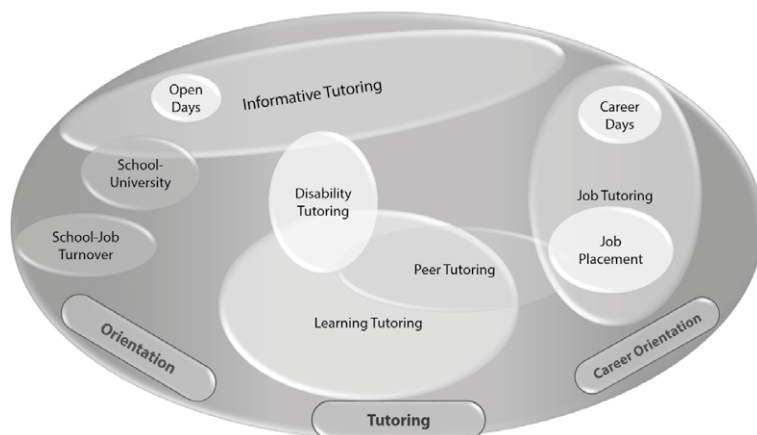 Open
Days
Informative Tutoring
Career
Days
School-
University
Disability
Tutoring
Job Tutoring
School-Job
Turnover
Job
Placement
Peer Tutoring
Learning Tutoring
Orientation
Career Orientation
Tutoring